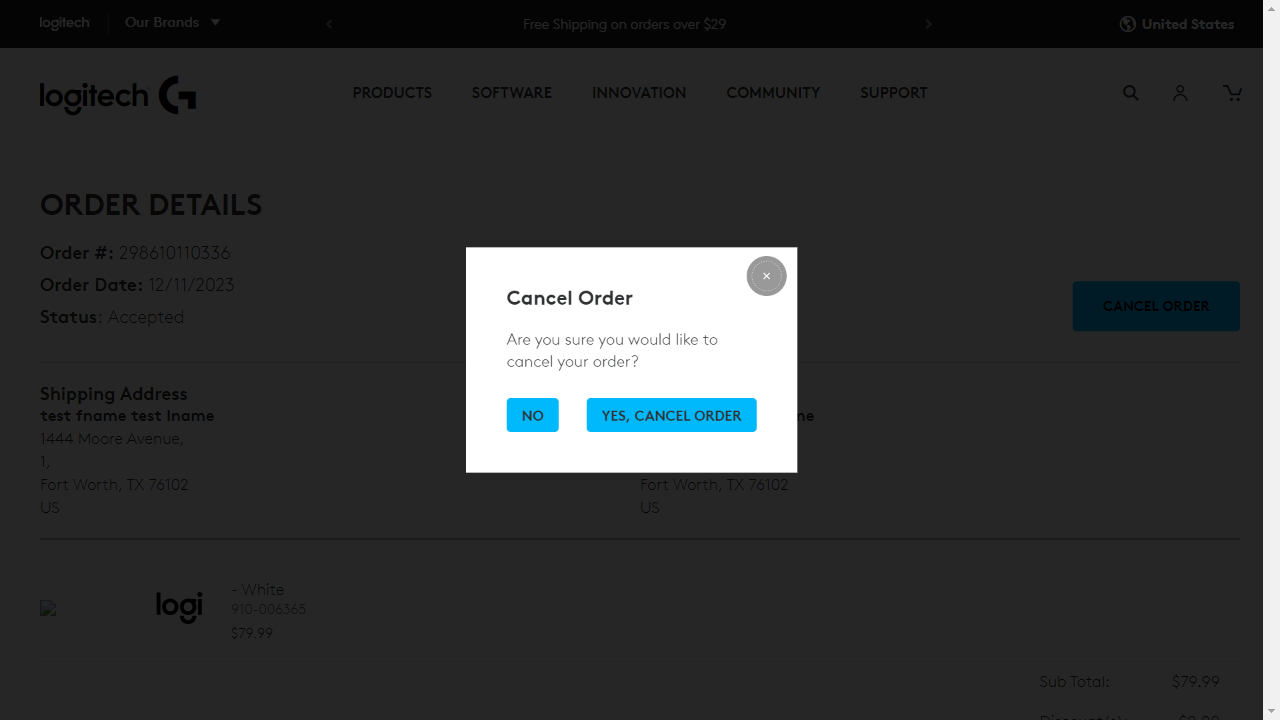 logitech
Our Brands
Free Shipping on orders over $29
United States
logitech G
PRODUCTS
SOFTWARE
INNOVATION
COMMUNITY
SUPPORT
ORDER DETAILS
Order #: 298610110336
Order Date: 12/11/2023
Status: Accepted
CANCEL ORDER
Cancel Order
Are you sure you would like to
cancel your order?
NO
YES, CANCEL ORDER
Shipping Address
test fname test lname
1444 Moore Avenue,
1,
Fort Worth, TX 76102
US
Fort Worth, TX 76102
US
logi
- White
910-006365
$79.99
Sub Total: $79.99